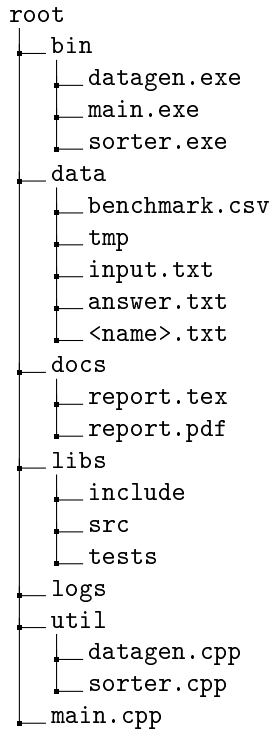 root
bin
datagen.exe
main.exe
sorter.exe
data
benchmark.csv
tmp
input.txt
answer.txt
<name>.txt
docs
report.tex
report.pdf
libs
include
src
tests
logs
util
datagen.cpp
sorter.cpp
main.cpp